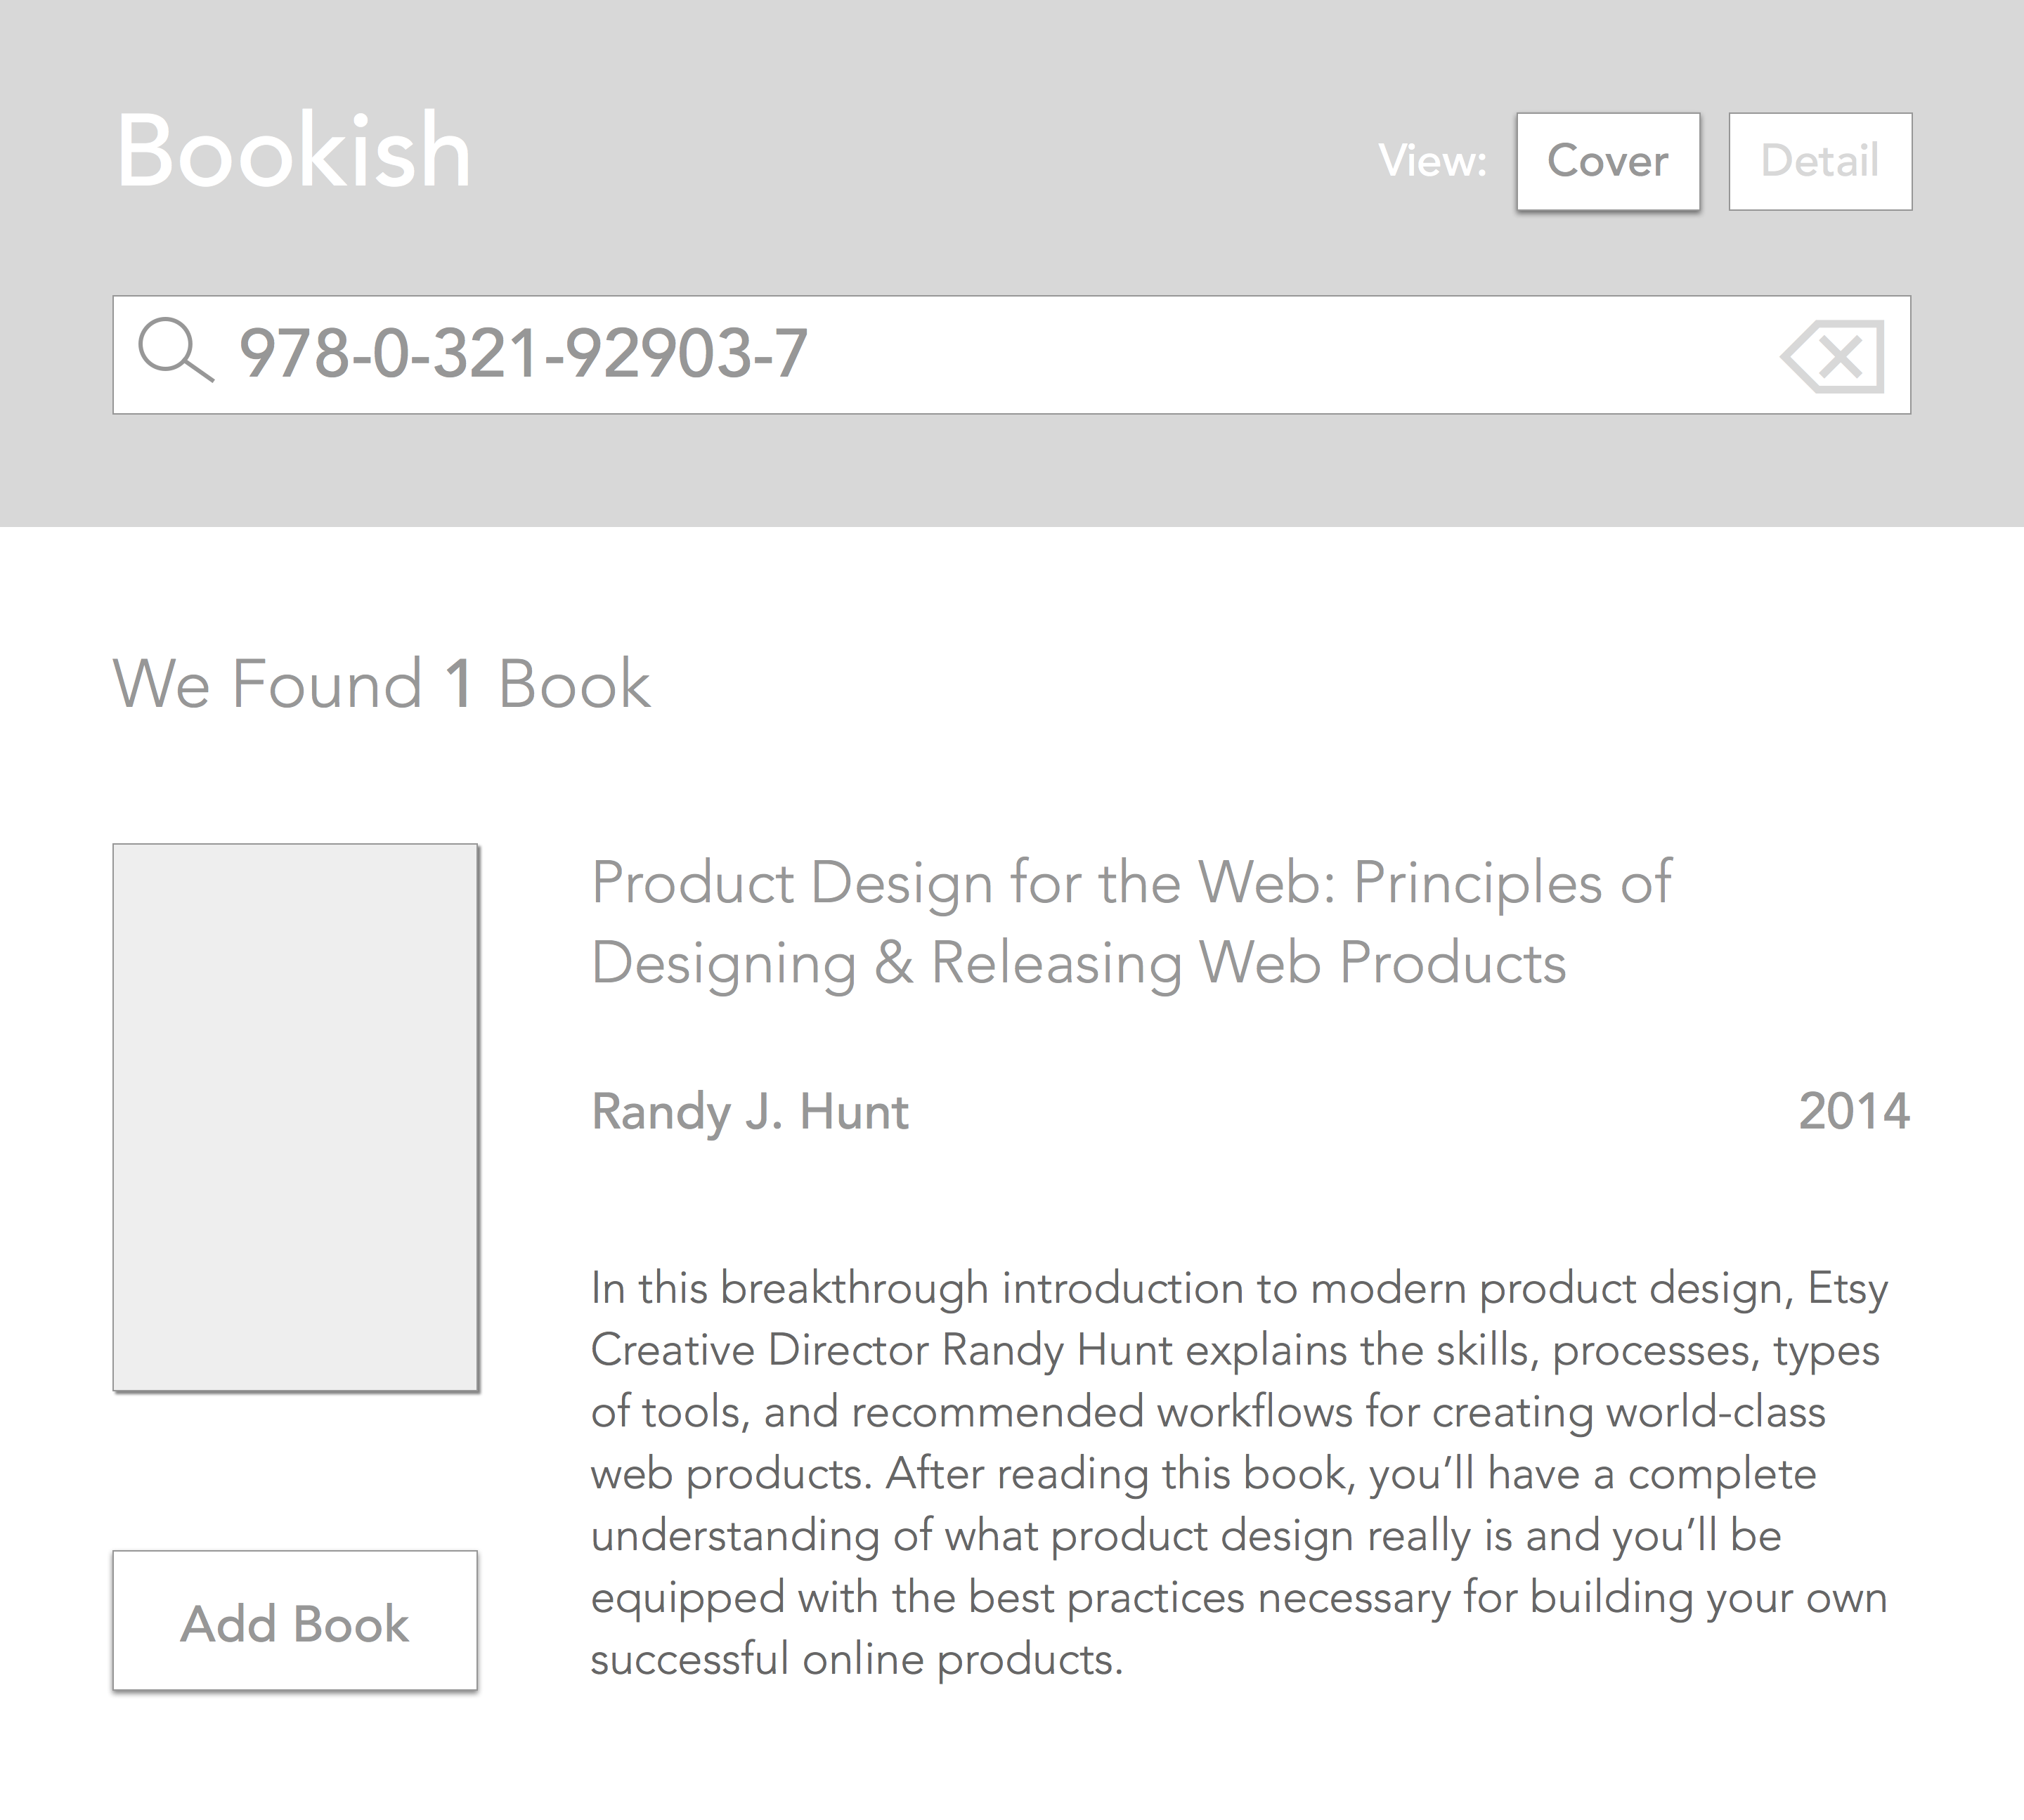 Bookish
View: Cover Detail
978-0-321-92903-7
We Found 1 Book
Product Design for the Web: Principles of
Designing & Releasing Web Products
Randy J. Hunt 2014
In this breakthrough introduction to modern product design, Etsy
Creative Director Randy Hunt explains the skills, processes, types
of tools, and recommended workflows for creating world-class
web products. After reading this book, you’ll have a complete
understanding of what product design really is and you’ll be
equipped with the best practices necessary for building your own
successful online products.
Add Book